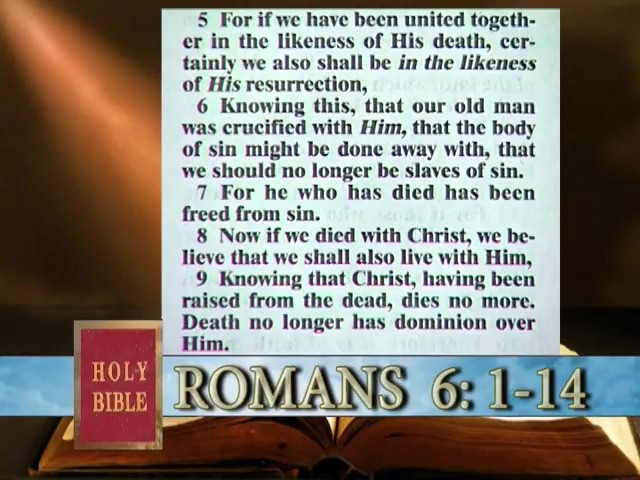 5 For if we have been united togeth-
er in the likeness of His death, cer-
tainly we also shall be in the likeness
of His resurrection,
6 Knowing this, that our old man
was crucified with Him, that the body
of sin might be done away with, that
we should no longer be slaves of sin.
7 For he who has died has been
freed from sin.
8 Now if we died with Christ, we be-
lieve that we shall also live with Him,
9 Knowing that Christ, having been
raised from the dead, dies no more.
Death no longer has dominion over
Him.
HOLY
BIBLE
ROMANS 6: 1-14